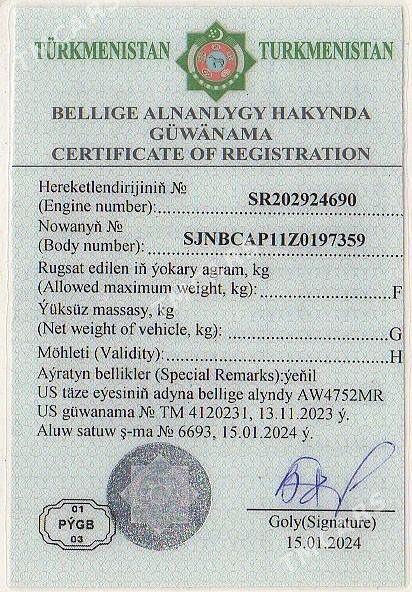 TÜRKMENISTAN TURKMENISTAN
BELLIGE ALNANLYGY HAKYNDA
GÜWÄNAMA
CERTIFICATE OF REGISTRATION
Hereketlendirijiniň №
(Engine number): SR202924690
Nowanyň №
(Body number): SJNBCAP11Z0197359
Rugsat edilen iň ýokary agram, kg
(Allowed maximum weight, kg): F
Ýüksüz massasy, kg
(Net weight of vehicle, kg): G
Möhleti (Validity): H
Aýratyn bellikler (Special Remarks):ýeňil
US täze eýesiniň adyna bellige alyndy AW4752MR
US güwanama № TM 4120231, 13.11.2023 ý.
Aluw satuw ş-ma № 6693, 15.01.2024 ý.
01
PÝGB
03
Goly(Signature)
15.01.2024